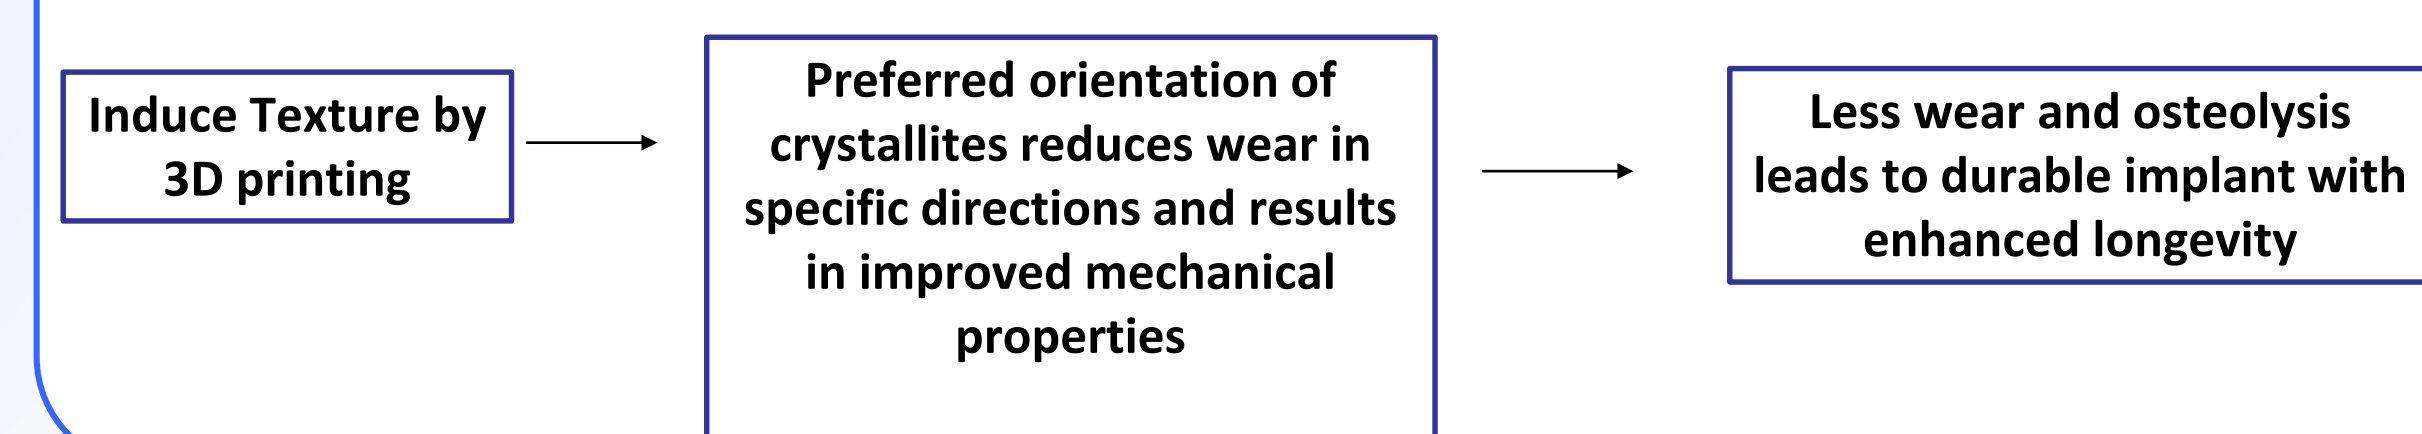 Induce Texture by
3D printing
Preferred orientation of
crystallites reduces wear in
specific directions and results
in improved mechanical
properties
Less wear and osteolysis
leads to durable implant with
enhanced longevity